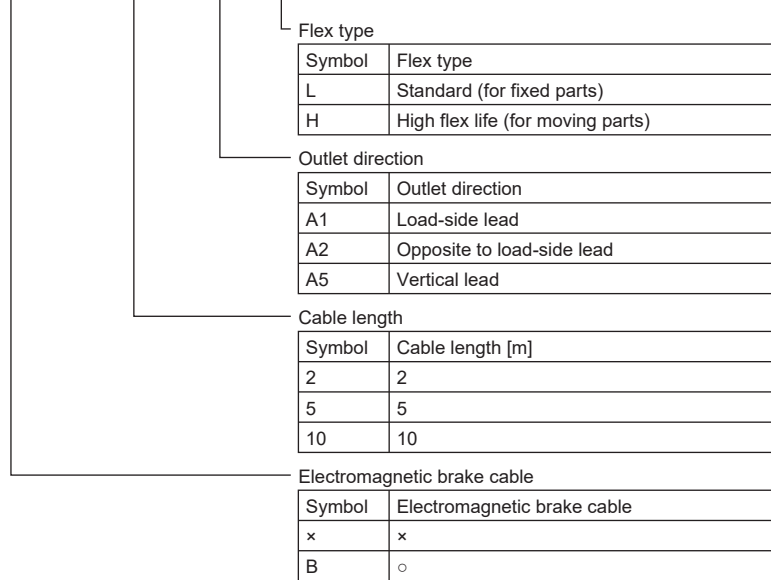 Flex type
Symbol Flex type
L Standard (for fixed parts)
H High flex life (for moving parts)
Outlet direction
Symbol Outlet direction
A1 Load-side lead
A2 Opposite to load-side lead
A5 Vertical lead
Cable length
Symbol Cable length [m]
2 2
5 5
10 10
Electromagnetic brake cable
Symbol Electromagnetic brake cable
× ×
B ○